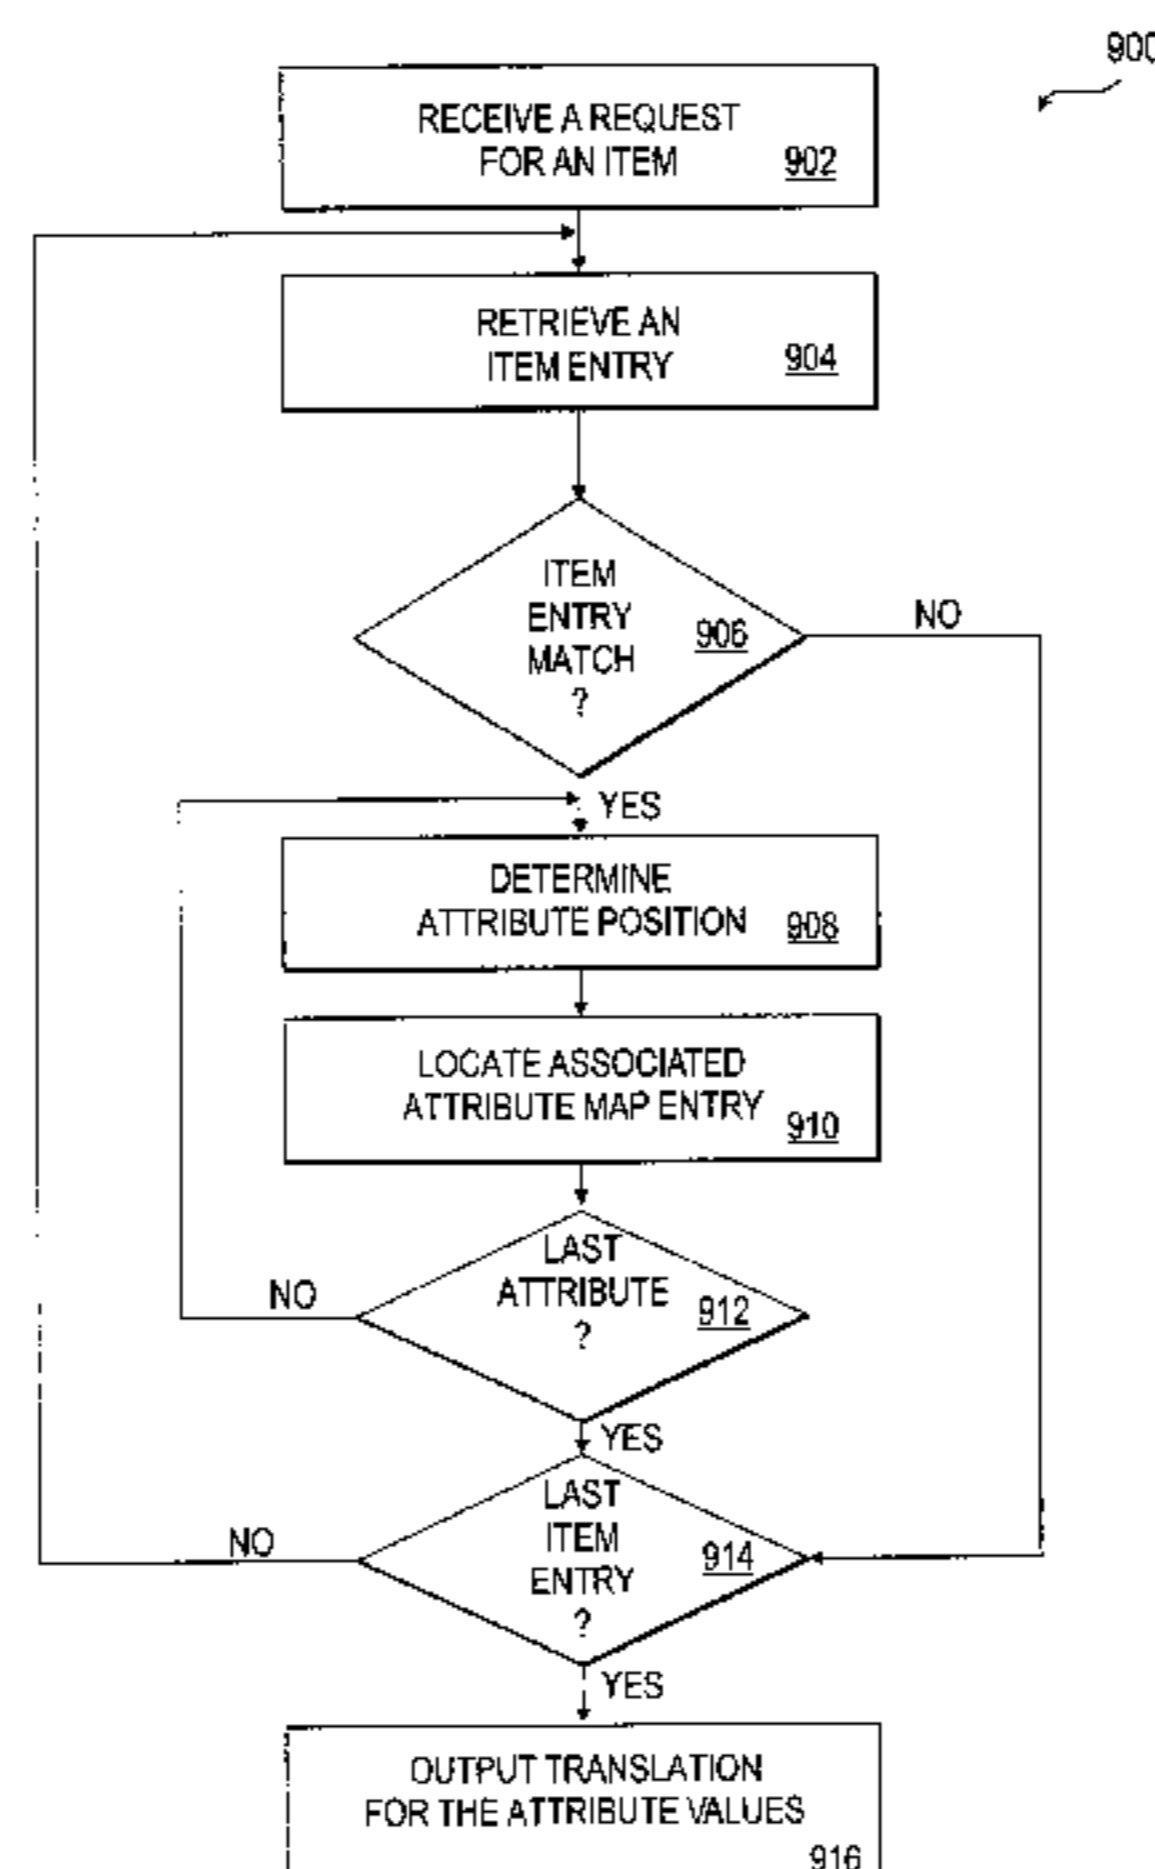 900
RECEIVE A REQUEST
FOR AN ITEM
902
RETRIEVE AN
ITEM ENTRY
904
ITEM
ENTRY
MATCH
?
906
NO
YES
DETERMINE
ATTRIBUTE POSITION
908
LOCATE ASSOCIATED
ATTRIBUTE MAP ENTRY
910
LAST
ATTRIBUTE
?
912
NO
YES
LAST
ITEM
ENTRY
?
914
NO
YES
OUTPUT TRANSLATION
FOR THE ATTRIBUTE VALUES
916